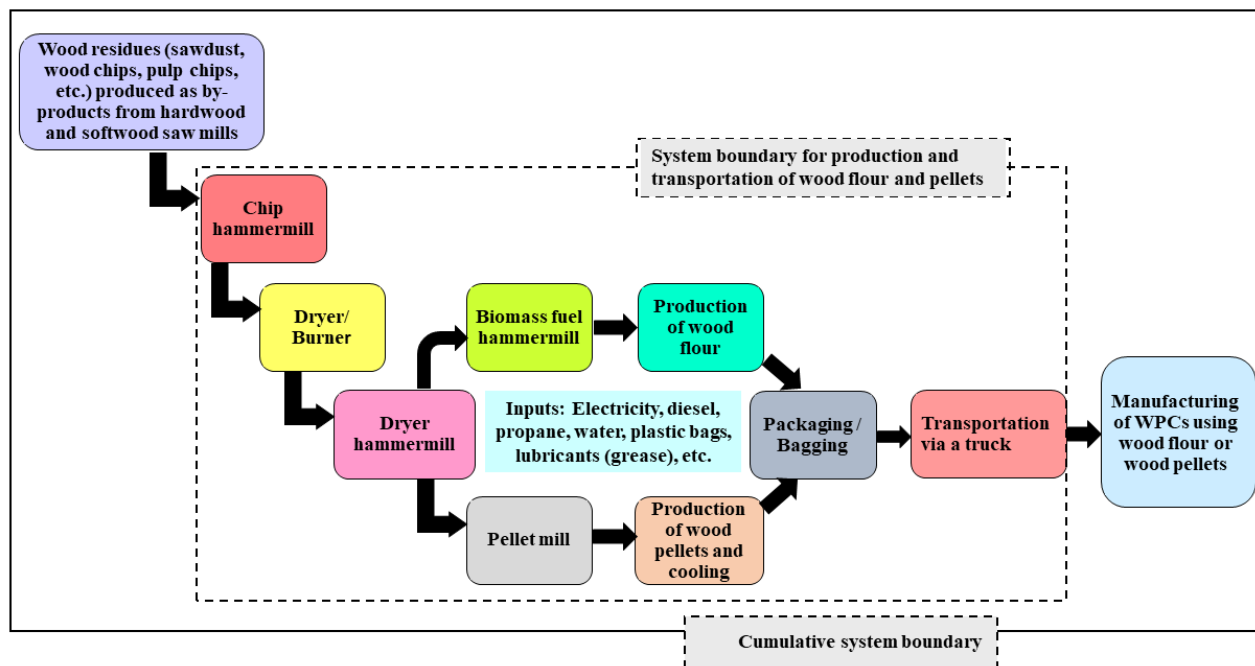 Wood residues (sawdust,
wood chips, pulp chips,
etc.) produced as by-
products from hardwood
and softwood saw mills
System boundary for production and
transportation of wood flour and pellets
Chip
hammermill
Dryer/
Burner
Biomass fuel
hammermill
Production
of wood
flour
Dryer
hammermill
Inputs: Electricity, diesel,
propane, water, plastic bags,
lubricants (grease), etc.
Packaging /
Bagging
Transportation
via a truck
Manufacturing
of WPCs using
wood flour or
wood pellets
Pellet mill
Production
of wood
pellets and
cooling
Cumulative system boundary